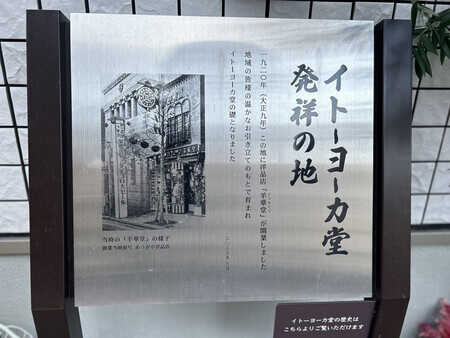 イトーヨーカ堂
発祥の地
一九二〇年（大正九年）この地に洋品店「羊華堂」が開業しました
地域の皆様の温かなお引き立てのもとで育まれ
イトーヨーカ堂の礎となりました
当時の「羊華堂」の様子
イトーヨーカ堂の歴史は
こちらよりご覧いただけます